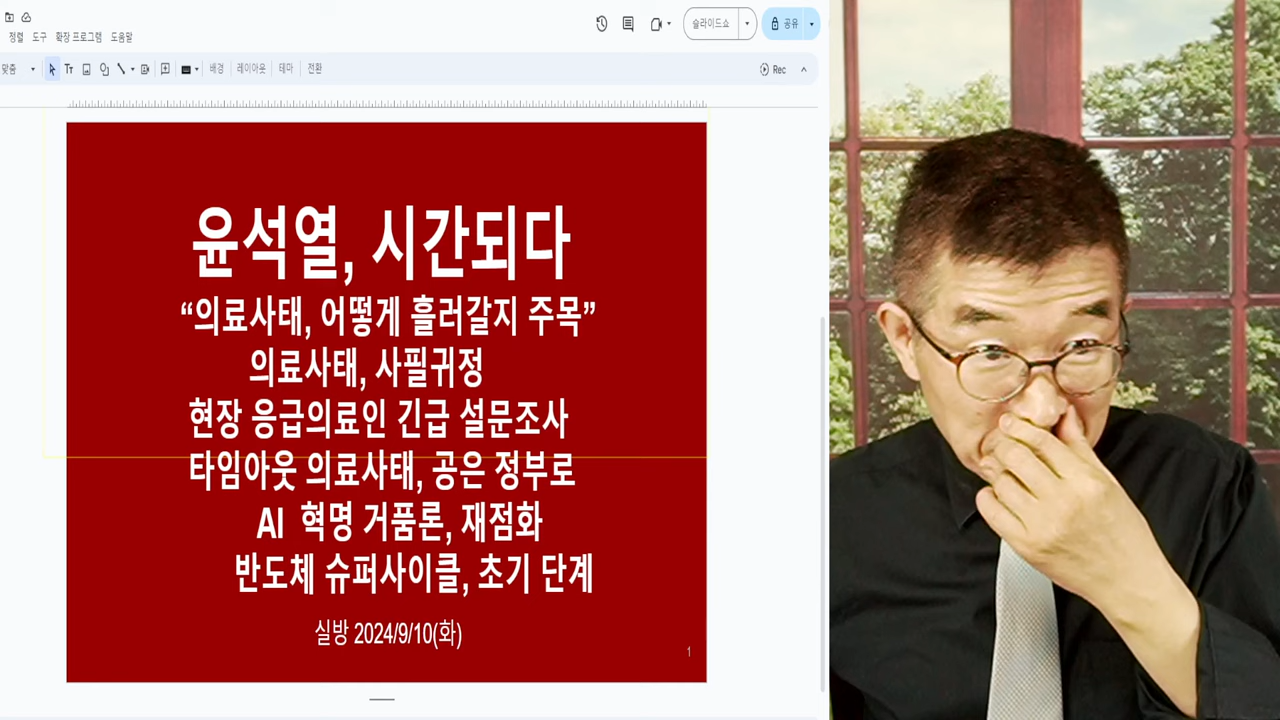 정렬 도구 확장 프로그램 도움말
슬라이드쇼
공유
맞춤
Tт
배경 레이아웃 테마 전환
Rec
윤석열, 시간되다
“의료사태, 어떻게 흘러갈지 주목”
의료사태, 사필귀정
현장 응급의료인 긴급 설문조사
타임아웃 의료사태, 공은 정부로
AI 혁명 거품론, 재점화
반도체 슈퍼사이클, 초기 단계
실방 2024/9/10(화)
1